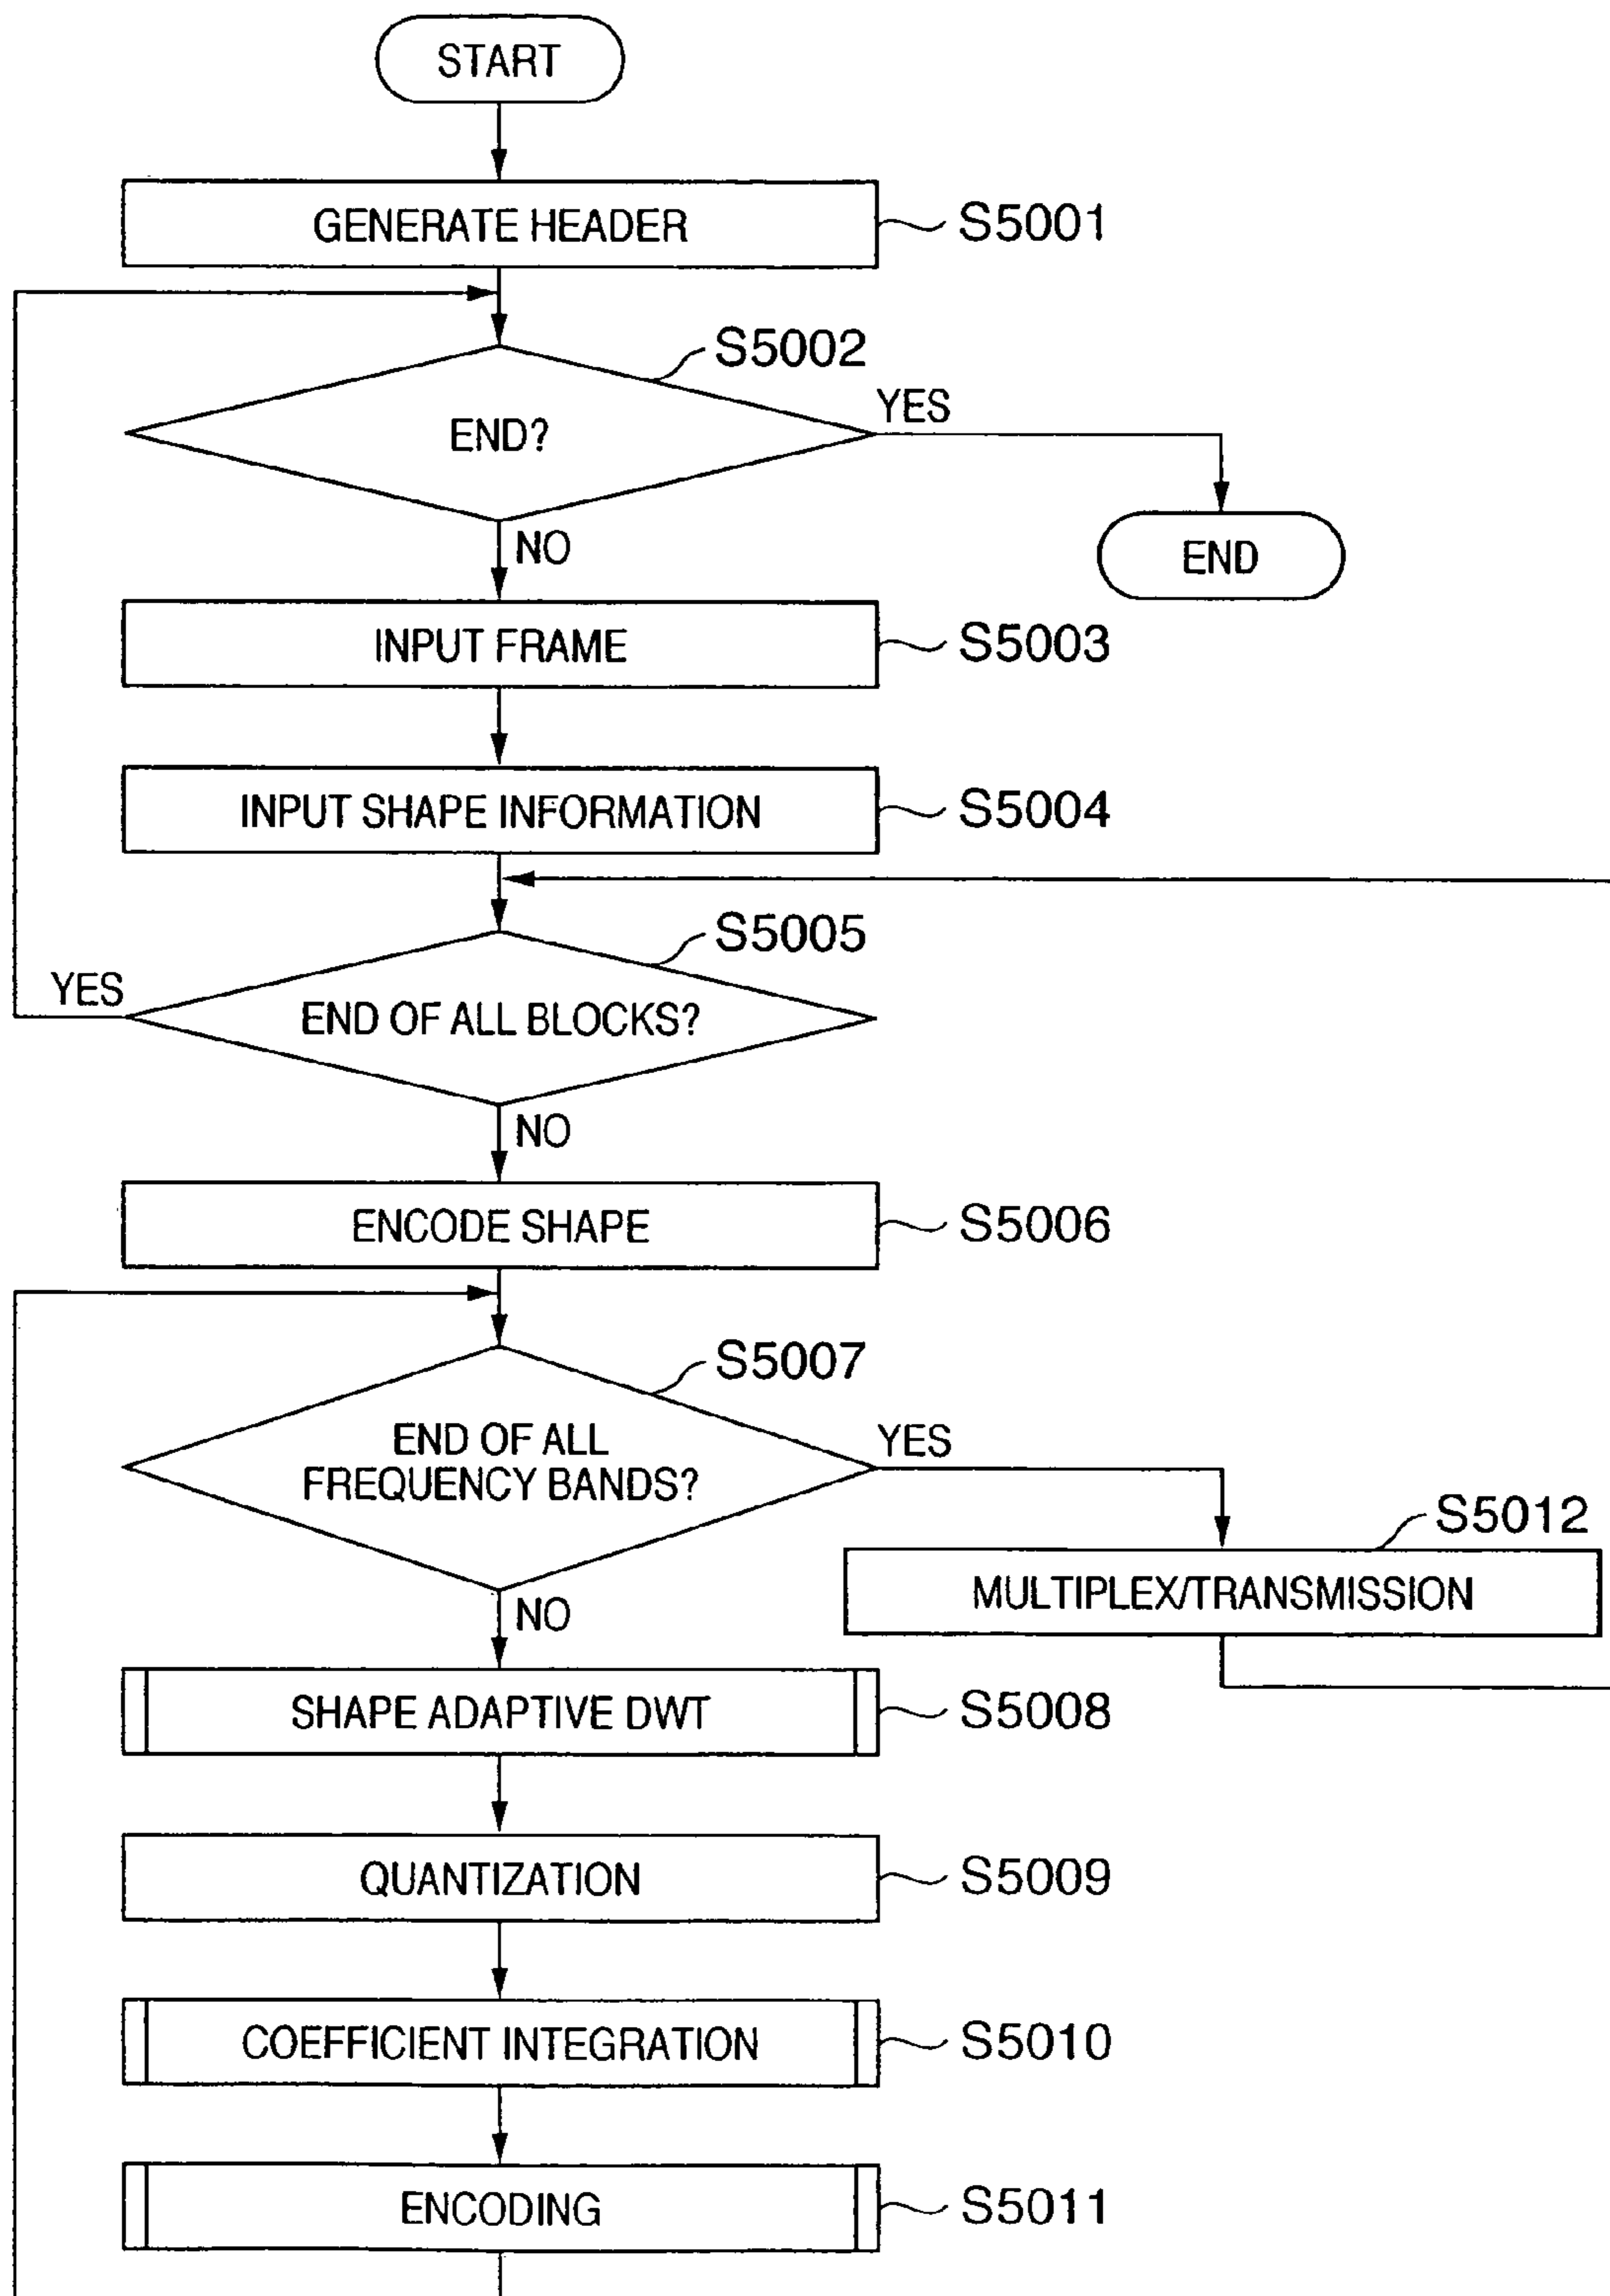 START
GENERATE HEADER
S5001
S5002
END?
YES
NO
END
INPUT FRAME
S5003
INPUT SHAPE INFORMATION
S5004
S5005
YES
END OF ALL BLOCKS?
NO
ENCODE SHAPE
S5006
S5007
END OF ALL
FREQUENCY BANDS?
YES
S5012
MULTIPLEX/TRANSMISSION
NO
SHAPE ADAPTIVE DWT
S5008
QUANTIZATION
S5009
COEFFICIENT INTEGRATION
S5010
ENCODING
S5011